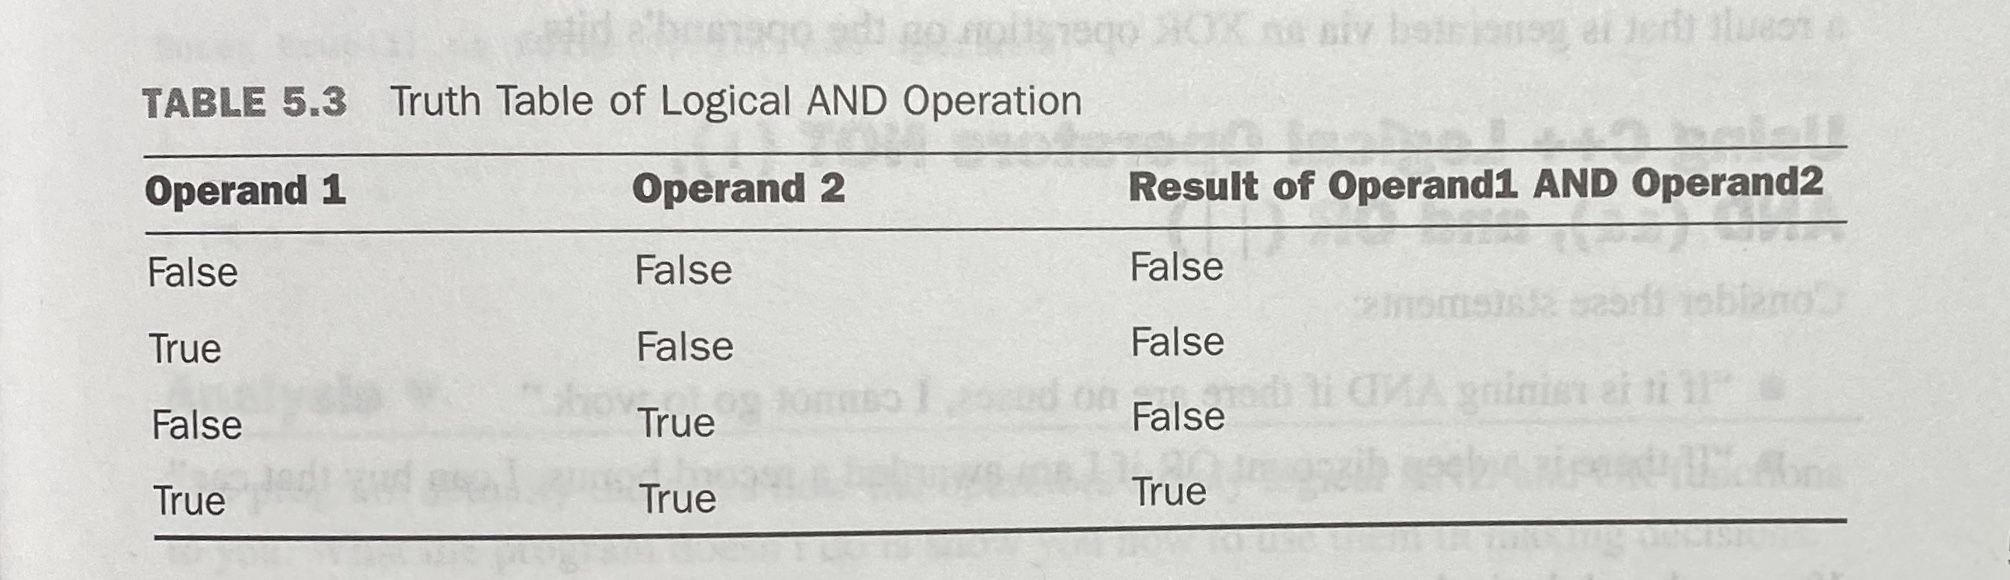 TABLE 5.3 Truth Table of Logical AND Operation
Operand 1 Operand 2 Result of Operand1 AND Operand2
False False False
True False False
False True False
True True True